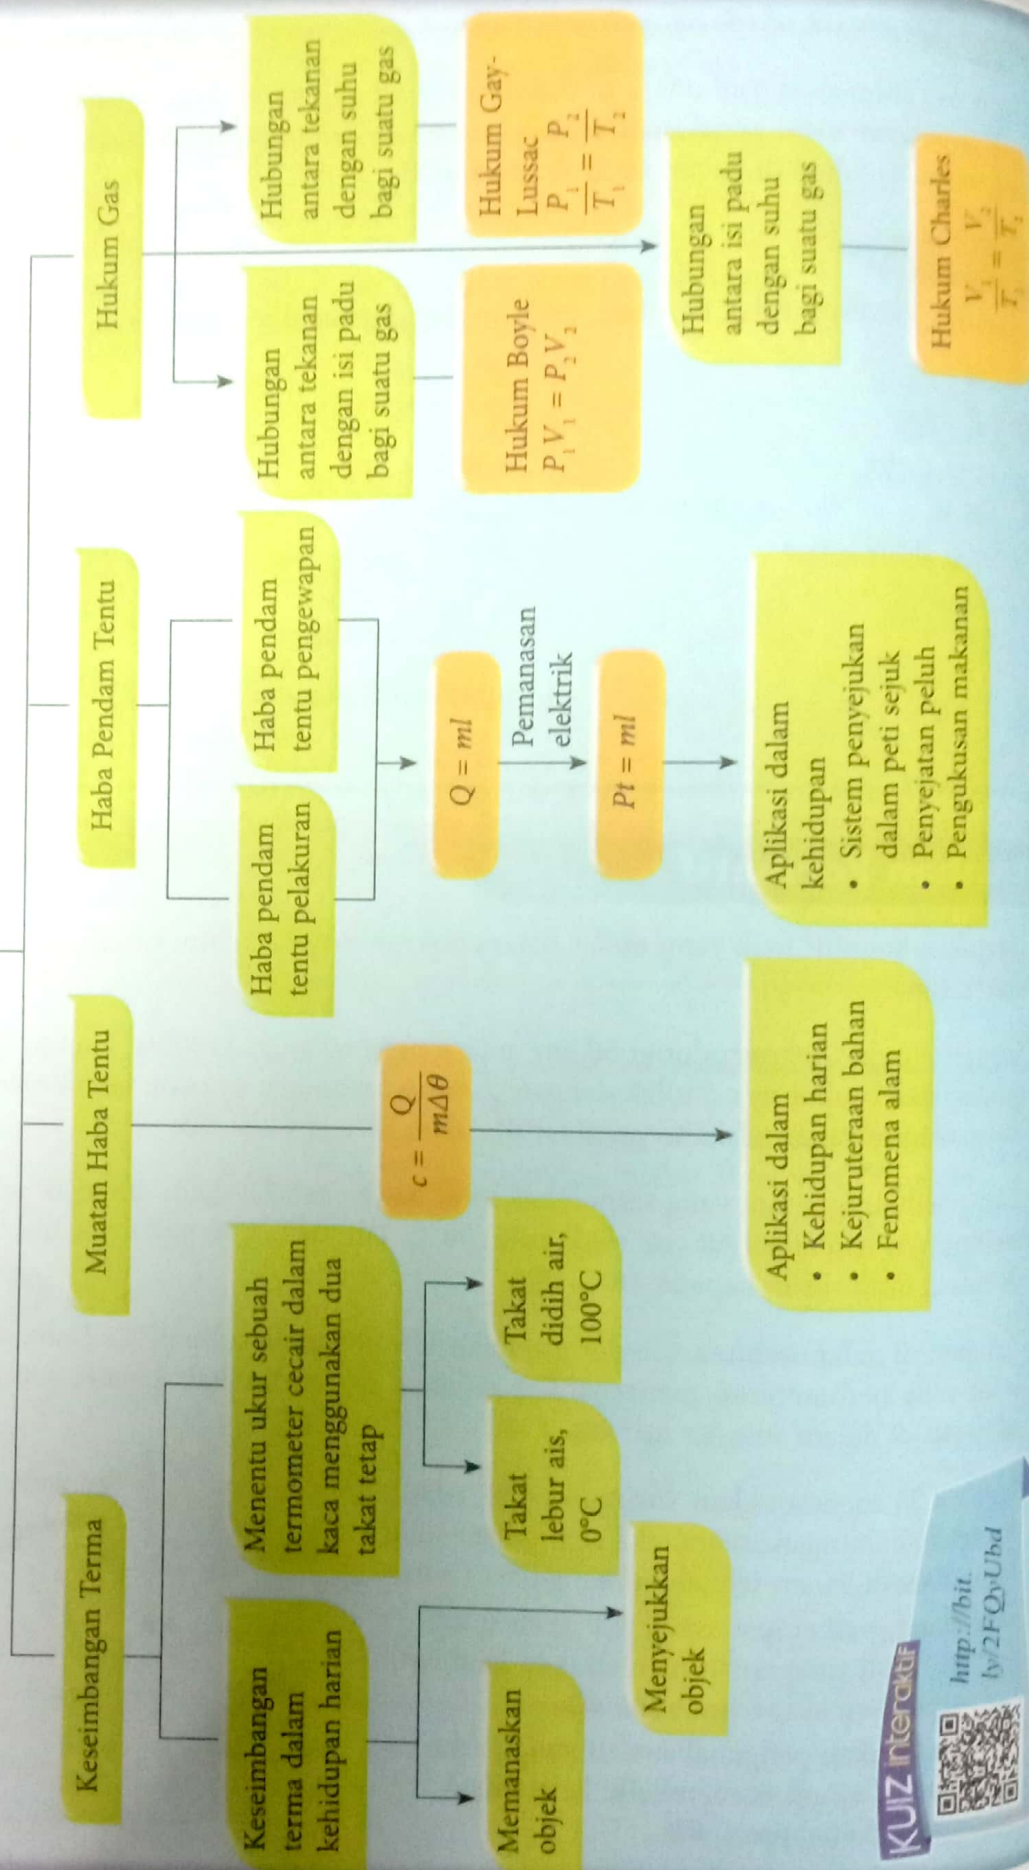 Keseimbangan Terma
Keseimbangan
terma dalam
kehidupan harian
Memanaskan
objek
Menyejukkan
objek
Menentu ukur sebuah
termometer cecair dalam
kaca menggunakan dua
takat tetap
Takat
lebur ais,
0°C
Takat
didih air,
100°C
Muatan Haba Tentu
c = Q / mΔθ
Aplikasi dalam
• Kehidupan harian
• Kejuruteraan bahan
• Fenomena alam
Haba Pendam Tentu
Haba pendam
tentu pelakuran
Haba pendam
tentu pengewapan
Q = ml
Pemanasan
elektrik
Pt = ml
Aplikasi dalam
kehidupan
• Sistem penyejukan
dalam peti sejuk
• Penyejatan peluh
• Pengukusan makanan
Hukum Gas
Hubungan
antara tekanan
dengan isi padu
bagi suatu gas
Hukum Boyle
P₁V₁ = P₂V₂
Hubungan
antara tekanan
dengan suhu
bagi suatu gas
Hukum Gay-
Lussac
P₁/T₁ = P₂/T₂
Hubungan
antara isi padu
dengan suhu
bagi suatu gas
Hukum Charles
V₁/T₁ = V₂/T₂
KUIZ interaktif
http://bit.
ly/2FQyUbd